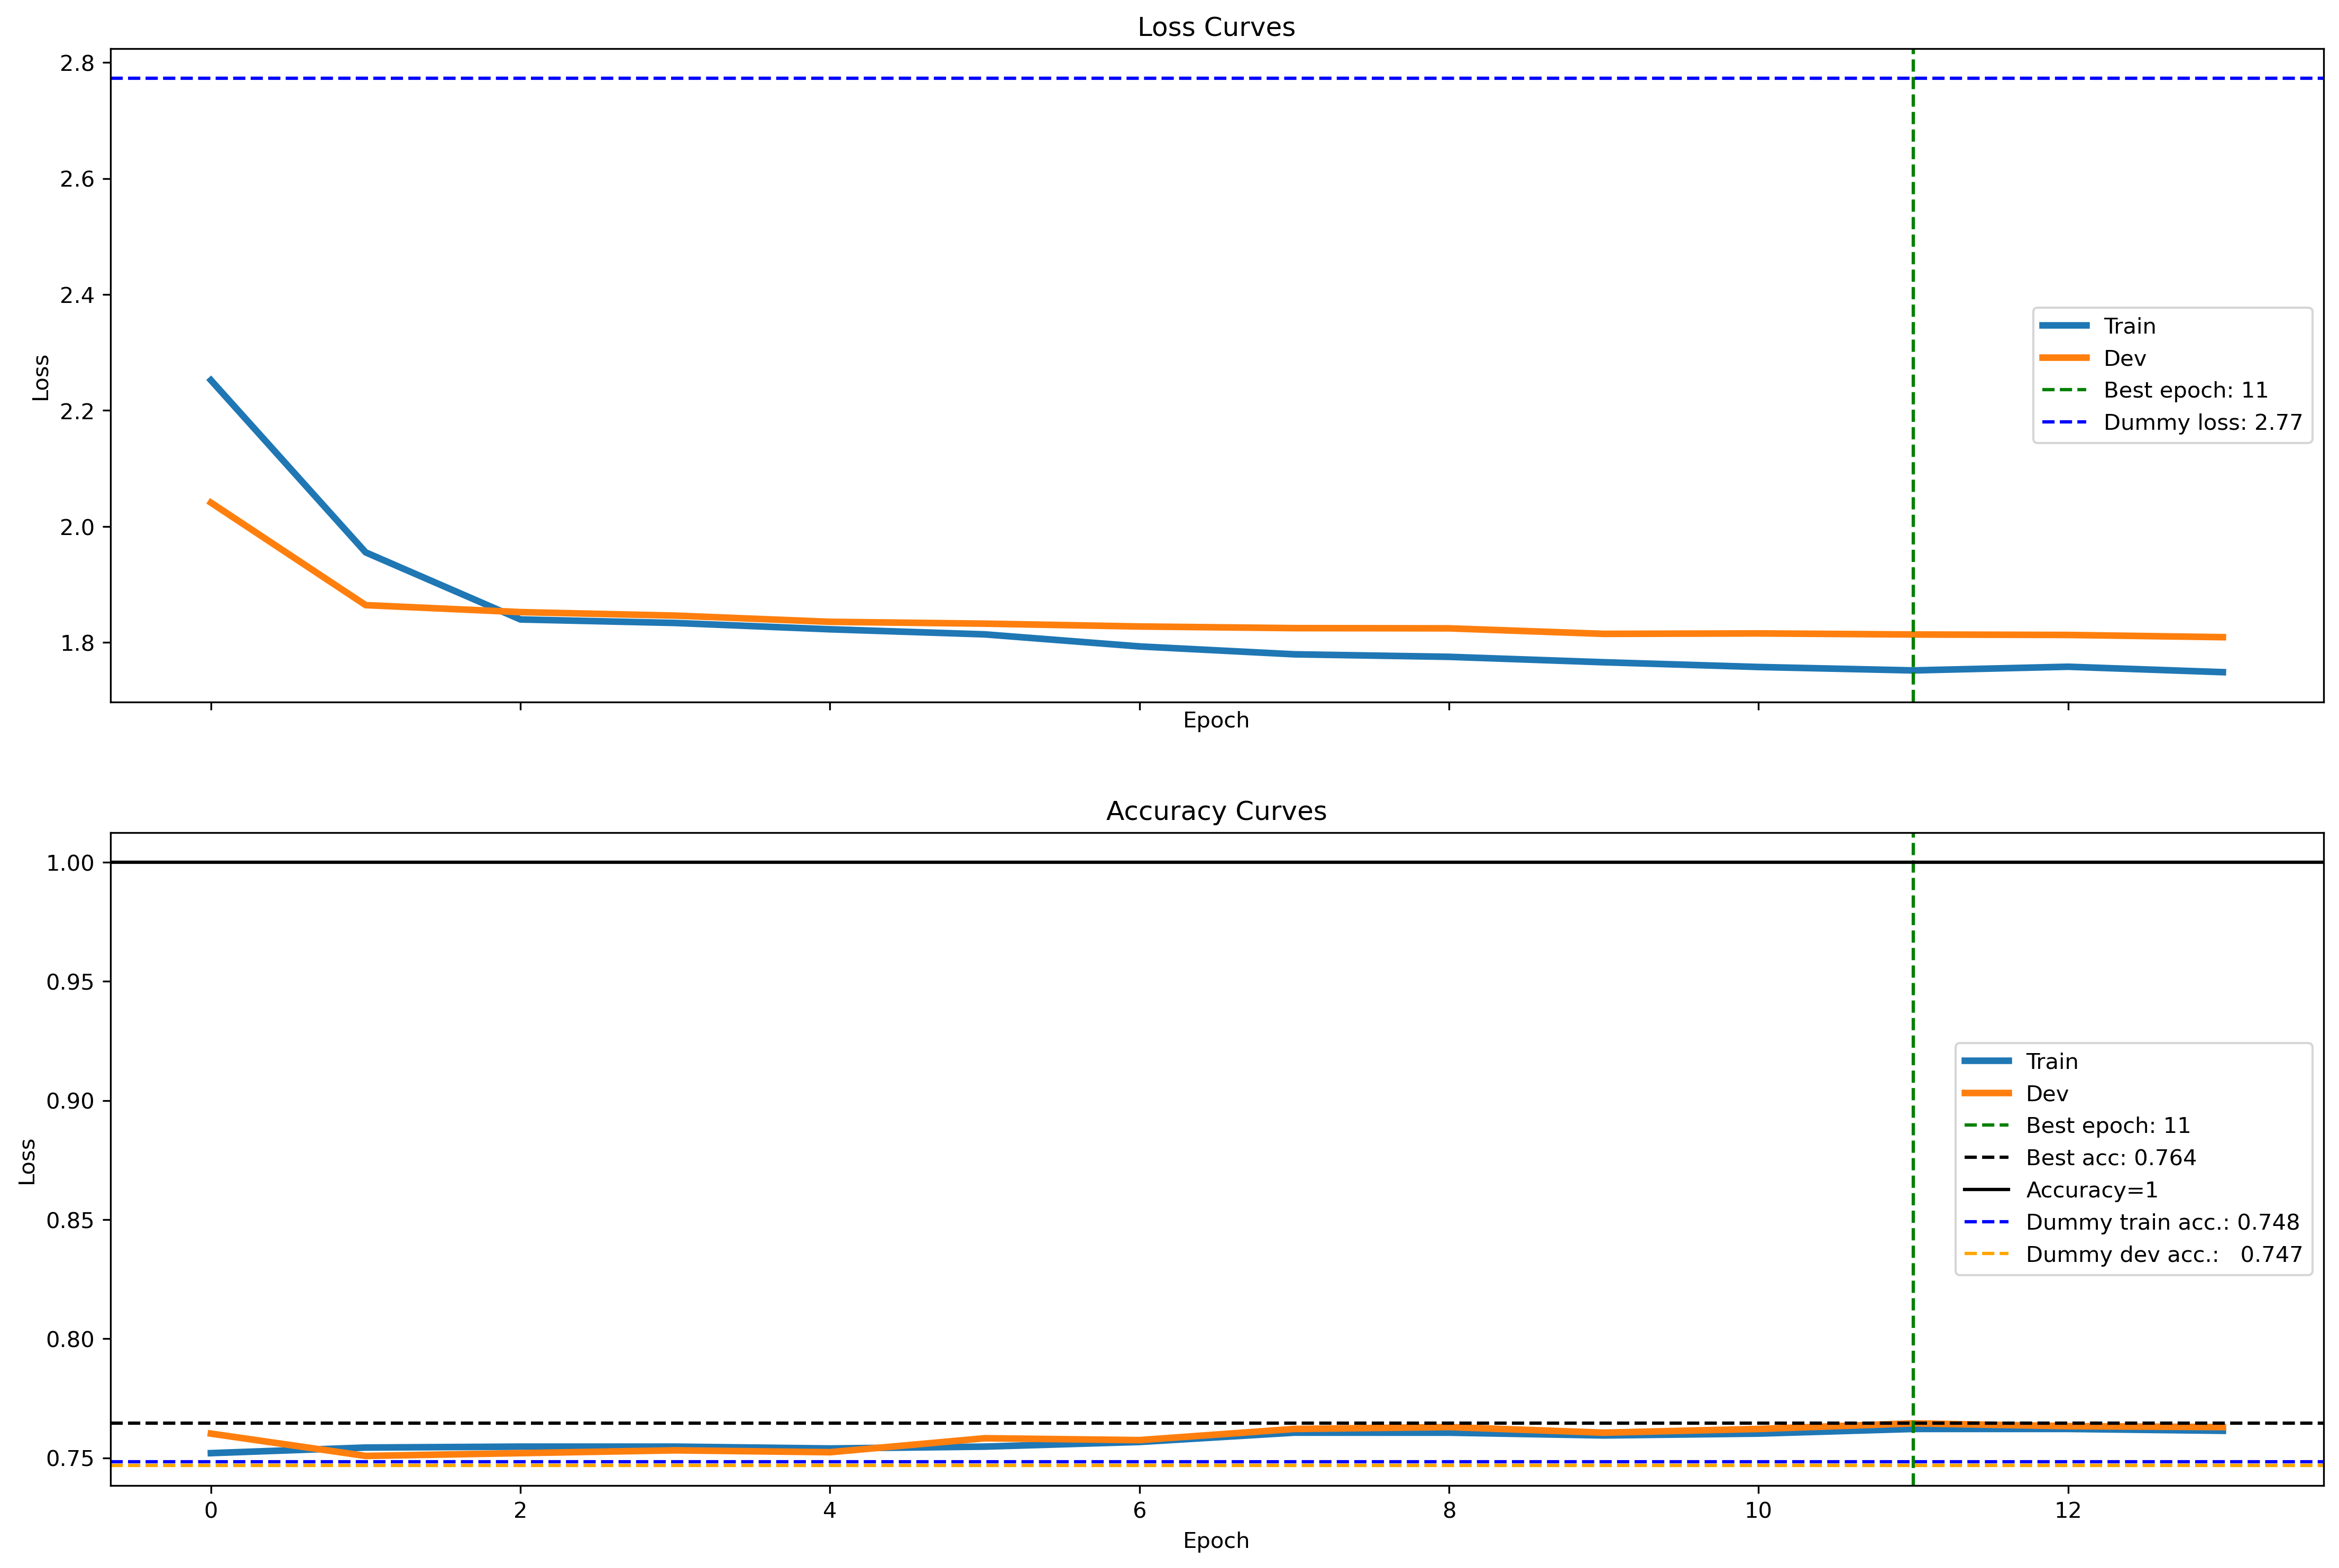 Loss Curves
2.8
2.6
2.4
2.2
2.0
1.8
Loss
Train
Dev
Best epoch: 11
Dummy loss: 2.77
Epoch
Accuracy Curves
1.00
0.95
0.90
0.85
0.80
0.75
Loss
Train
Dev
Best epoch: 11
Best acc: 0.764
Accuracy=1
Dummy train acc.: 0.748
Dummy dev acc.:   0.747
0 2 4 6 8 10 12
Epoch